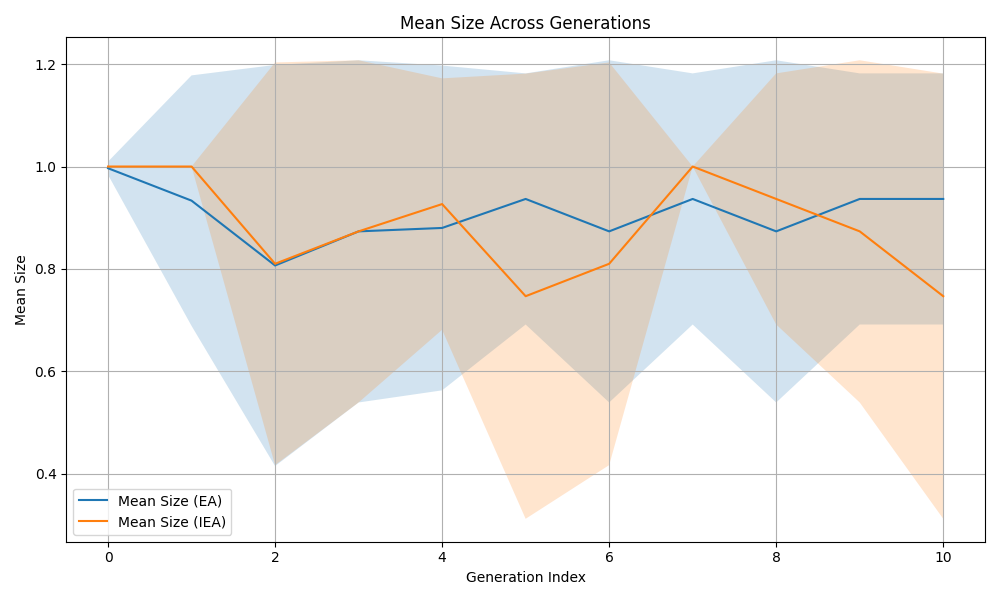 Mean Size Across Generations
1.2
1.0
0.8
0.6
0.4
Mean Size
Mean Size (EA)
Mean Size (IEA)
0 2 4 6 8 10
Generation Index